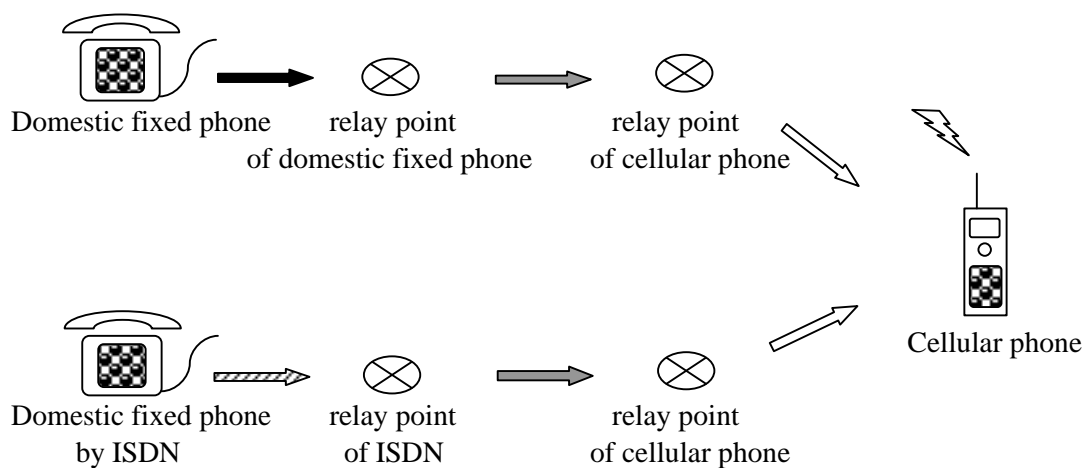 Domestic fixed phone
relay point
of domestic fixed phone
relay point
of cellular phone
Cellular phone
Domestic fixed phone
by ISDN
relay point
of ISDN
relay point
of cellular phone